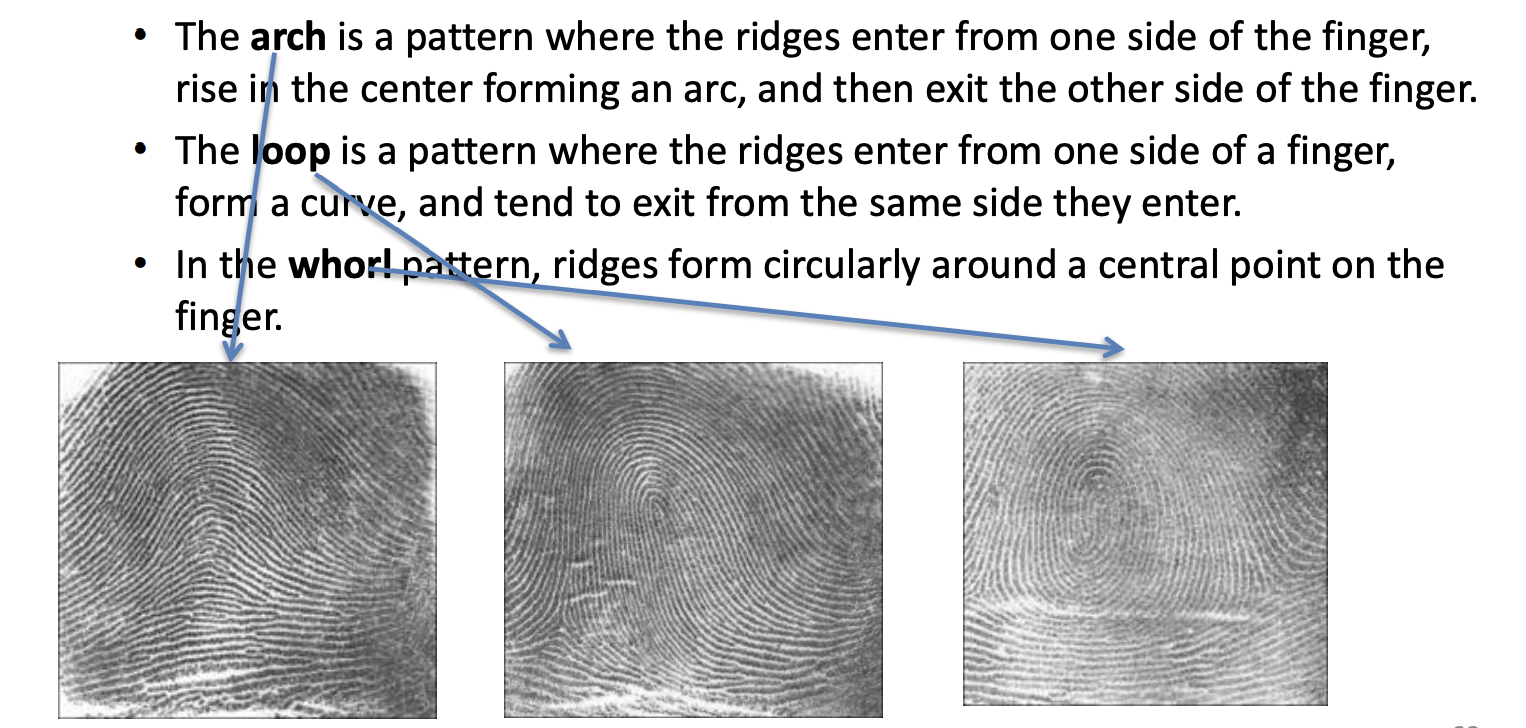 • The arch is a pattern where the ridges enter from one side of the finger,
rise in the center forming an arc, and then exit the other side of the finger.
• The loop is a pattern where the ridges enter from one side of a finger,
form a curve, and tend to exit from the same side they enter.
• In the whorl pattern, ridges form circularly around a central point on the
finger.